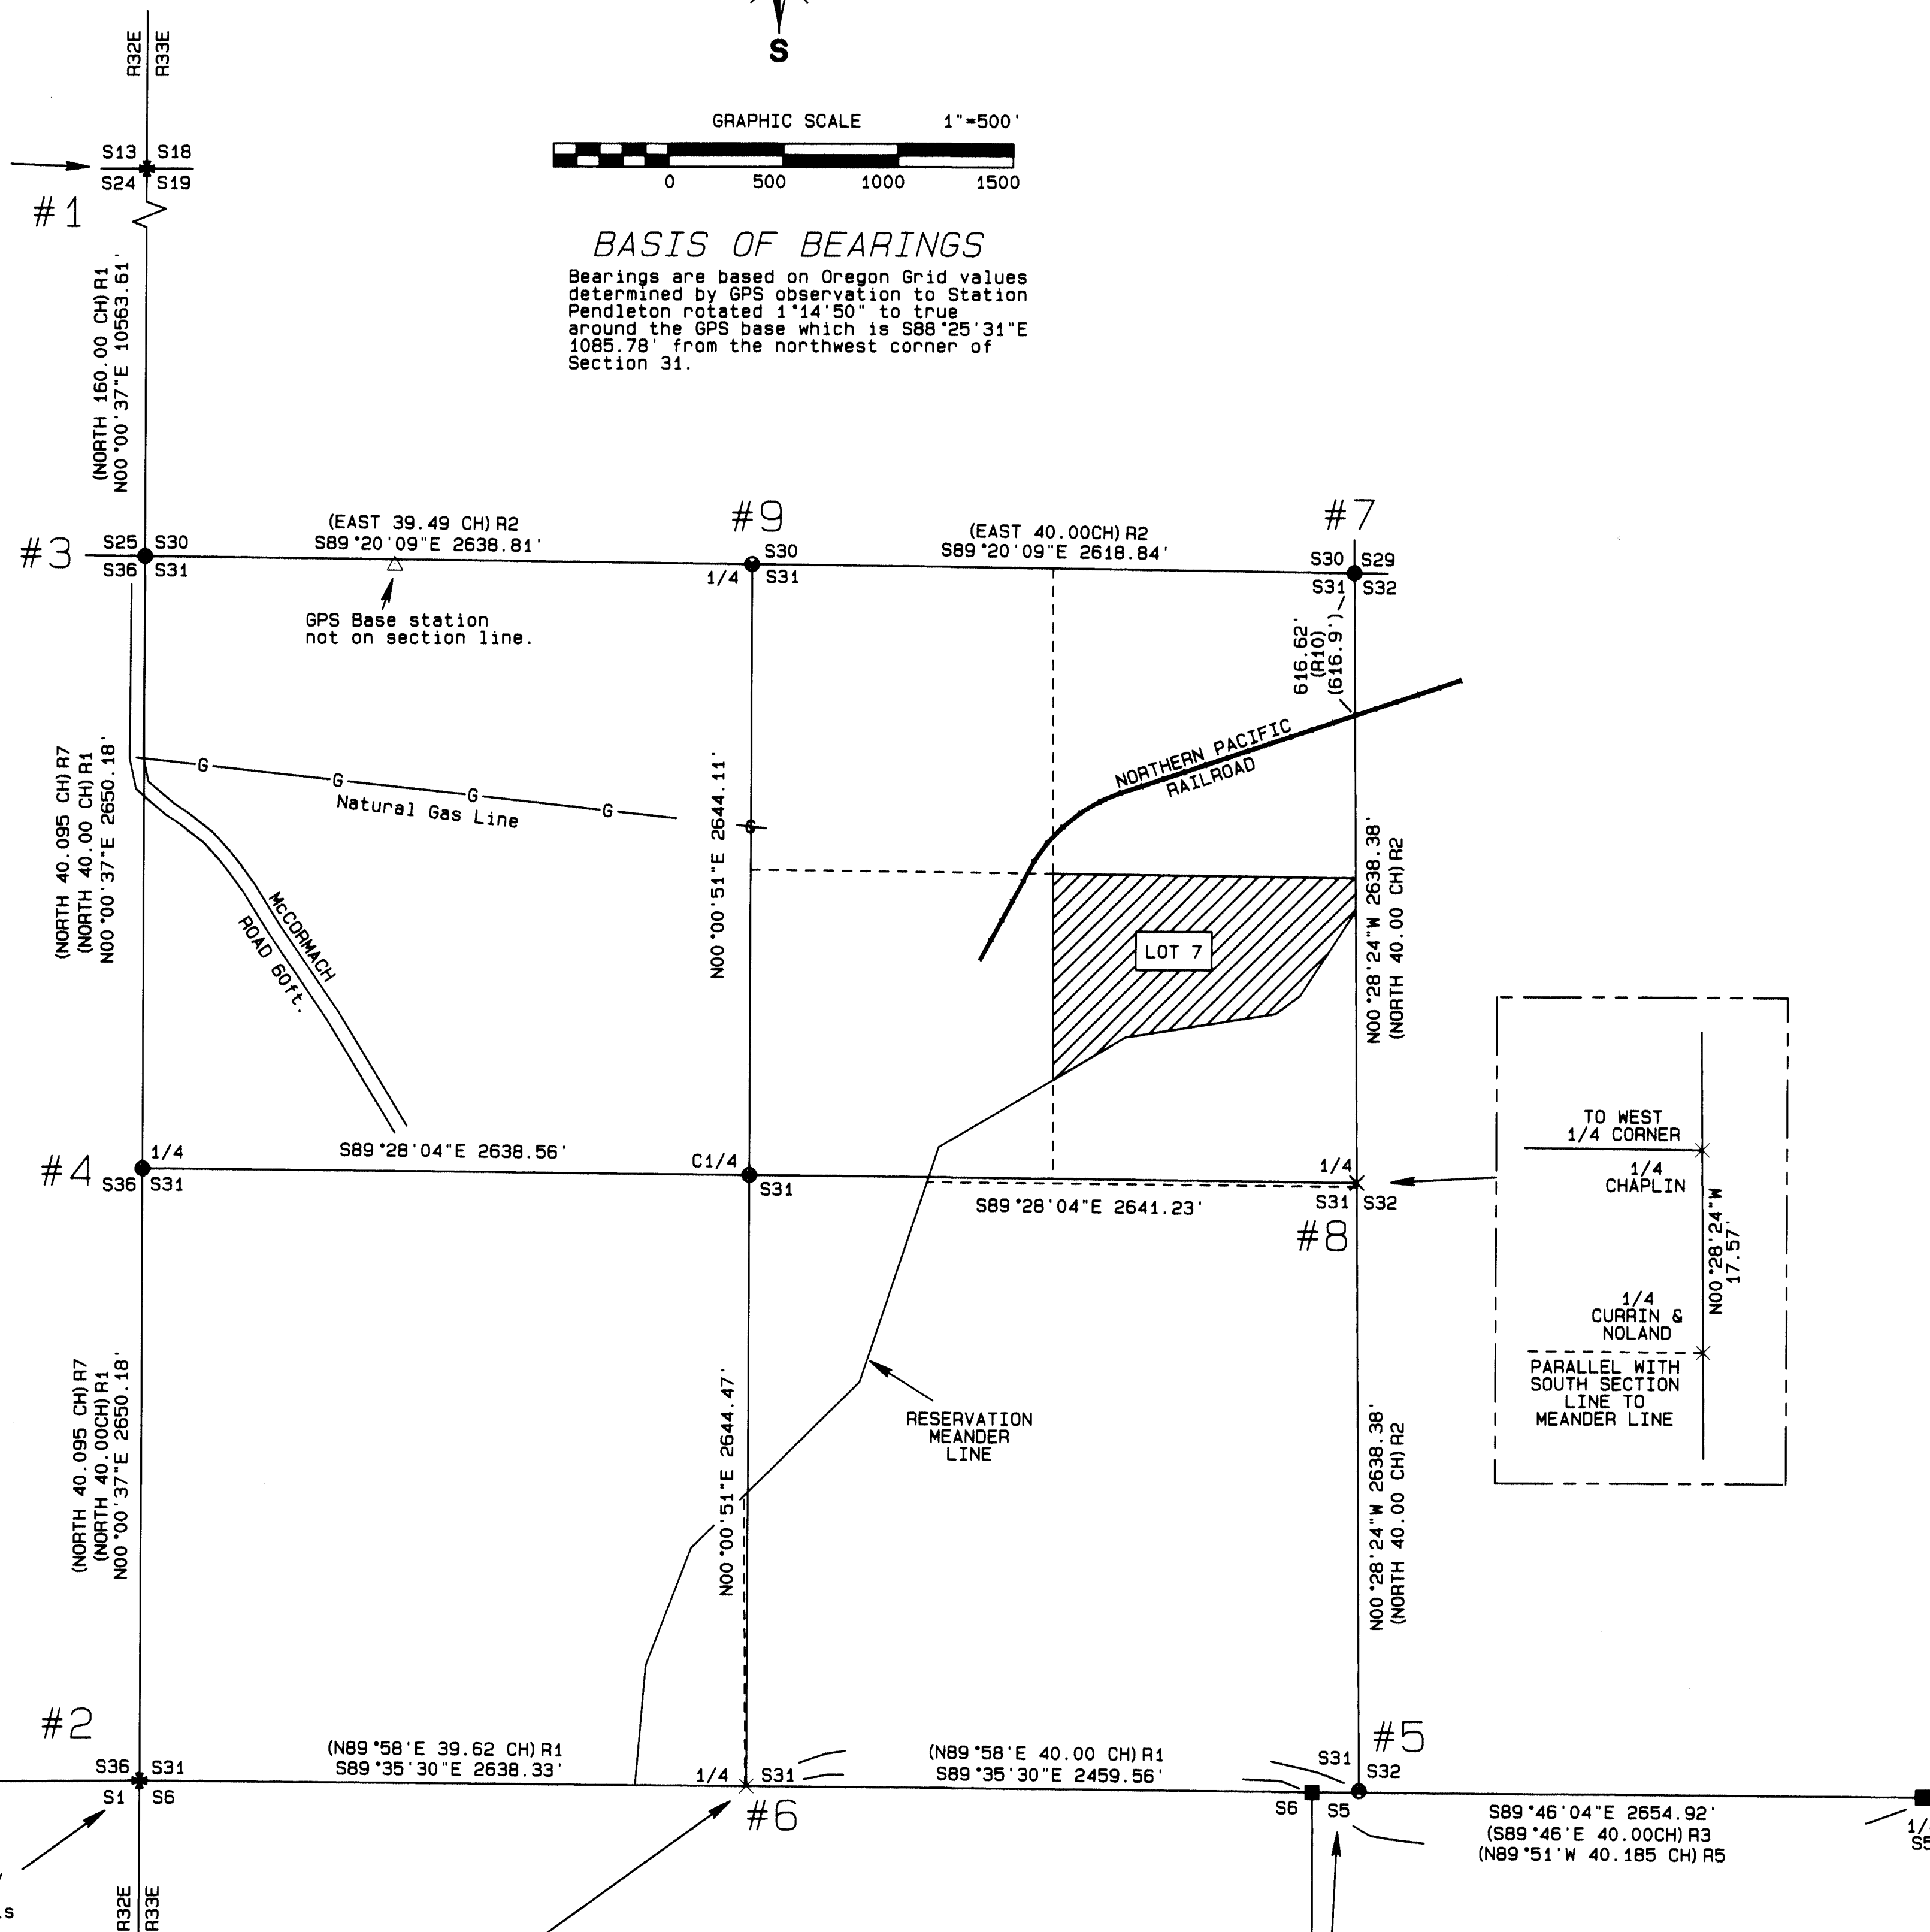 S
GRAPHIC SCALE 1"=500'
0 500 1000 1500
BASIS OF BEARINGS
Bearings are based on Oregon Grid values
determined by GPS observation to Station
Pendleton rotated 1°14'50" to true
around the GPS base which is S88°25'31"E
1085.78' from the northwest corner of
Section 31.
R32E
R33E
S13 S18
S24 S19
#1
(NORTH 160.00 CH)R1
N00°00'37"E 10563.61'
#3
S25 S30
S36 S31
(EAST 39.49 CH)R2
S89°20'09"E 2638.81'
GPS Base station
not on section line.
#9
S30
1/4 S31
(EAST 40.00CH)R2
S89°20'09"E 2618.84'
#7
S30 S29
S31 S32
616.62'
(R10)
(616.9')
NORTHERN PACIFIC
RAILROAD
(NORTH 40.095 CH)R7
(NORTH 40.00 CH)R1
N00°00'37"E 2650.18'
G
G
G
G
G
Natural Gas Line
McCORMACH
ROAD 60ft.
N00°00'51"E 2644.11'
LOT 7
N00°28'24"W 2638.38'
(NORTH 40.00 CH)R2
#4
1/4
S36 S31
S89°28'04"E 2638.56'
C1/4
S31
S89°28'04"E 2641.23'
1/4
S31 S32
#8
TO WEST
1/4 CORNER
1/4
CHAPLIN
N00°28'24"W
17.57'
1/4
CURRIN &
NOLAND
PARALLEL WITH
SOUTH SECTION
LINE TO
MEANDER LINE
RESERVATION
MEANDER
LINE
(NORTH 40.095 CH)R7
(NORTH 40.00CH)R1
N00°00'37"E 2650.18'
N00°00'51"E 2644.47'
N00°28'24"W 2638.38'
(NORTH 40.00 CH)R2
#2
S36 S31
S1 S6
(N89°58'E 39.62 CH)R1
S89°35'30"E 2638.33'
1/4 S31
#6
(N89°58'E 40.00 CH)R1
S89°35'30"E 2459.56'
#5
S31
S32
S6 S5
S89°46'04"E 2654.92'
(S89°46'E 40.00CH)R3
(N89°51'W 40.185 CH)R5
R32E
R33E